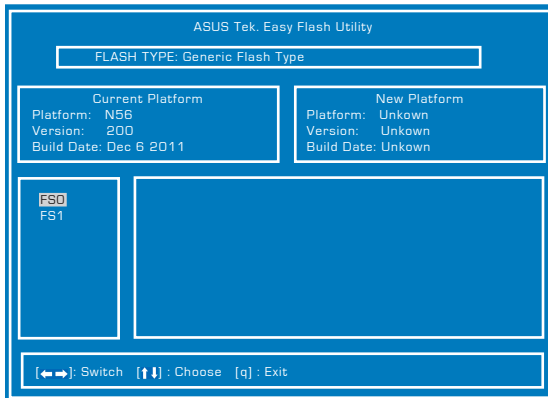 ASUS Tek. Easy Flash Utility
FLASH TYPE: Generic Flash Type
Current Platform
Platform: N56
Version: 200
Build Date: Dec 6 2011
New Platform
Platform: Unkown
Version: Unkown
Build Date: Unkown
FS0
FS1
[←→]: Switch [↑↓] : Choose [q] : Exit